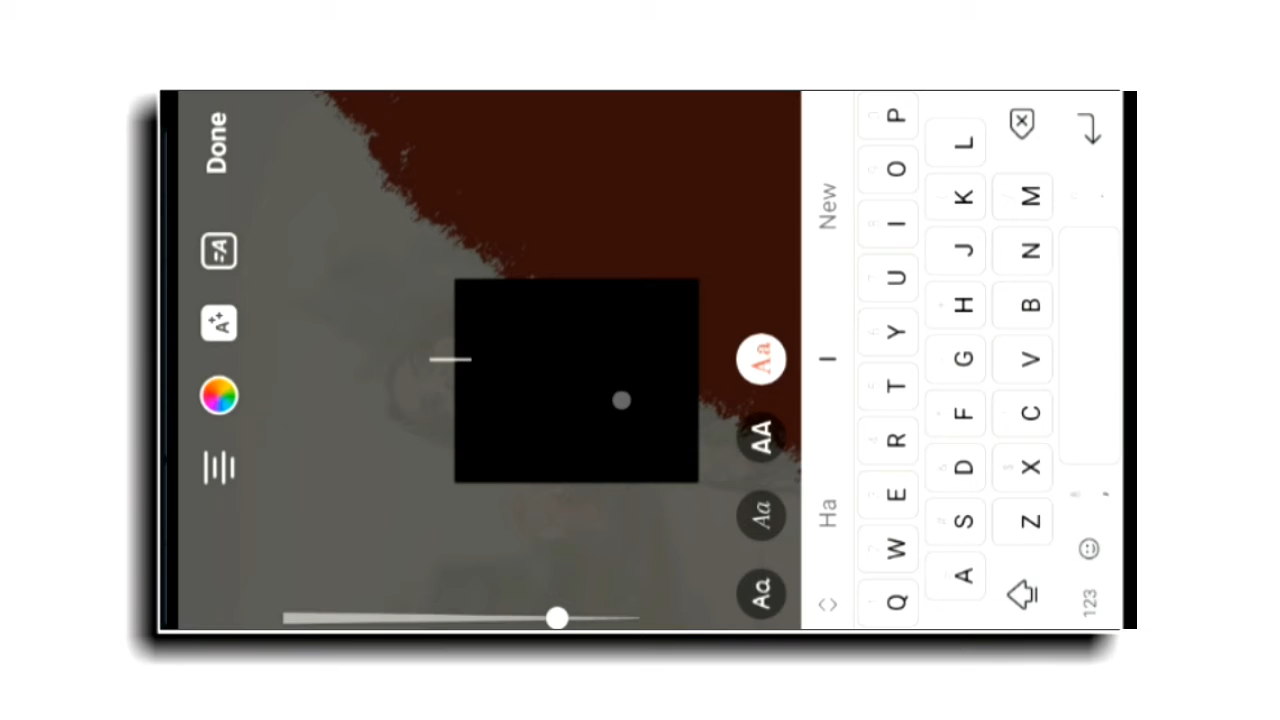 Done
Aa
Aa
AA
Aa
Ha I New
Q W E R T Y U I O P
A S D F G H J K L
Z X C V B N M
123 , .